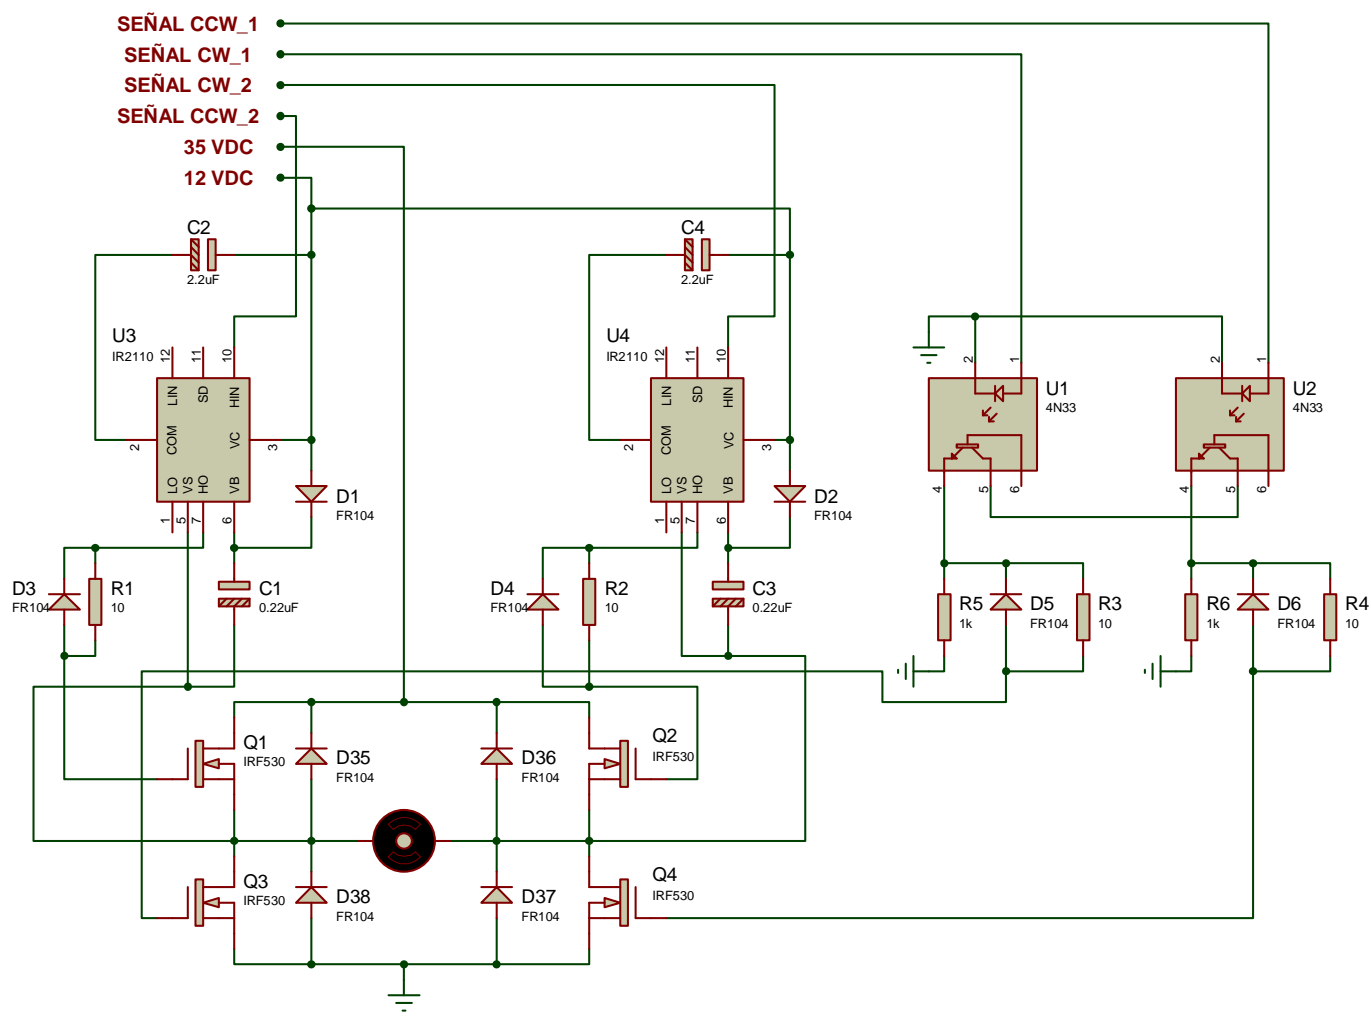 SEÑAL CCW_1
SEÑAL CW_1
SEÑAL CW_2
SEÑAL CCW_2
35 VDC
12 VDC
C2
2.2uF
C4
2.2uF
U3
IR2110
12
11
10
LIN
SD
HIN
COM
VC
2
3
LO
VS
HO
VB
1
5
7
6
U4
IR2110
12
11
10
LIN
SD
HIN
COM
VC
2
3
LO
VS
HO
VB
1
5
7
6
2
1
U1
4N33
4
5
6
2
1
U2
4N33
4
5
6
D1
FR104
D2
FR104
D3
FR104
R1
10
C1
0.22uF
D4
FR104
R2
10
C3
0.22uF
R5
1k
D5
FR104
R3
10
R6
1k
D6
FR104
R4
10
Q1
IRF530
D35
FR104
D36
FR104
Q2
IRF530
Q3
IRF530
D38
FR104
D37
FR104
Q4
IRF530